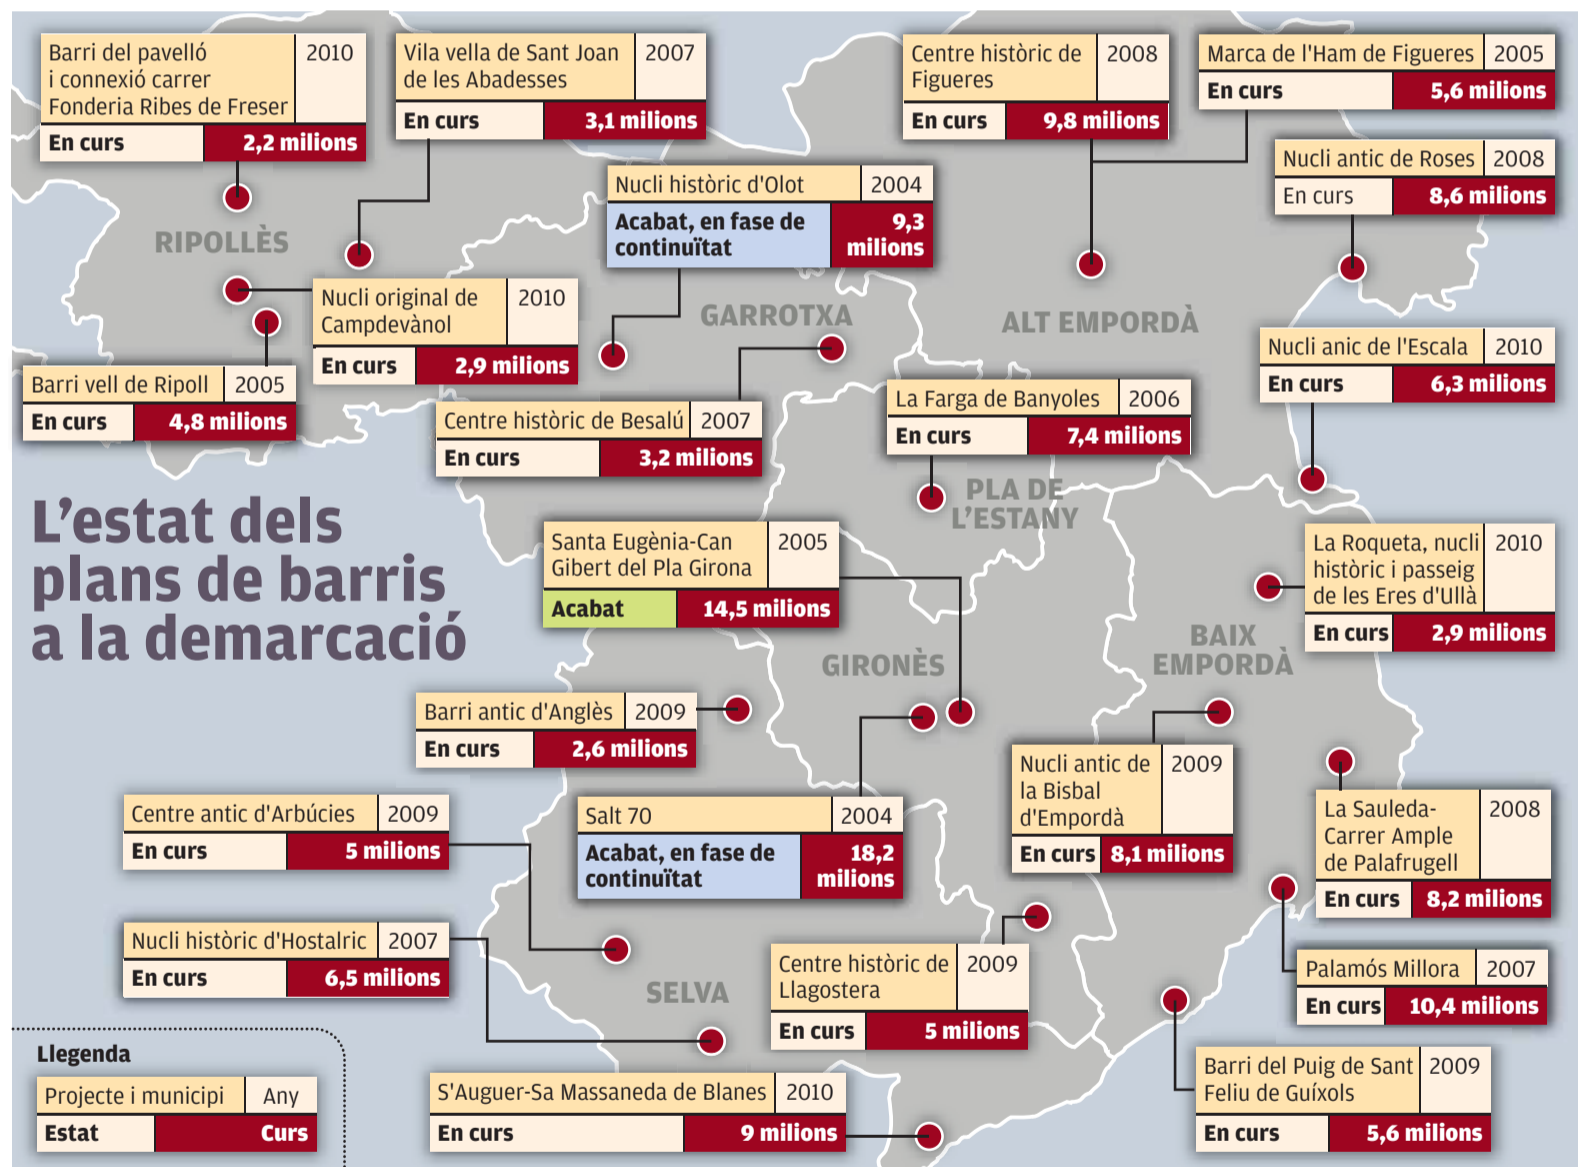 Barri del pavelló
i connexió carrer
Fonderia Ribes de Freser
2010
En curs
2,2 milions
Vila vella de Sant Joan
de les Abadesses
2007
En curs
3,1 milions
Centre històric de
Figueres
2008
En curs
9,8 milions
Marca de l'Ham de Figueres
2005
En curs
5,6 milions
Nucli antic de Roses
2008
En curs
8,6 milions
Nucli històric d'Olot
2004
Acabat, en fase de
continuïtat
9,3
milions
RIPOLLÈS
Nucli original de
Campdevànol
2010
En curs
2,9 milions
GARROTXA
ALT EMPORDÀ
Nucli anic de l'Escala
2010
En curs
6,3 milions
Barri vell de Ripoll
2005
En curs
4,8 milions
Centre històric de Besalú
2007
En curs
3,2 milions
La Farga de Banyoles
2006
En curs
7,4 milions
PLA DE
L'ESTANY
L'estat dels
plans de barris
a la demarcació
Santa Eugènia-Can
Gibert del Pla Girona
2005
Acabat
14,5 milions
La Roqueta, nucli
històric i passeig
de les Eres d'Ullà
2010
En curs
2,9 milions
GIRONÈS
BAIX
EMPORDÀ
Barri antic d'Anglès
2009
En curs
2,6 milions
Nucli antic de
la Bisbal
d'Empordà
2009
En curs
8,1 milions
Centre antic d'Arbúcies
2009
En curs
5 milions
Salt 70
2004
Acabat, en fase de
continuïtat
18,2
milions
La Sauleda-
Carrer Ample
de Palafrugell
2008
En curs
8,2 milions
Nucli històric d'Hostalric
2007
En curs
6,5 milions
SELVA
Centre històric de
Llagostera
2009
En curs
5 milions
Palamós Millora
2007
En curs
10,4 milions
Llegenda
Projecte i municipi
Any
Estat
Curs
S'Auguer-Sa Massaneda de Blanes
2010
En curs
9 milions
Barri del Puig de Sant
Feliu de Guíxols
2009
En curs
5,6 milions